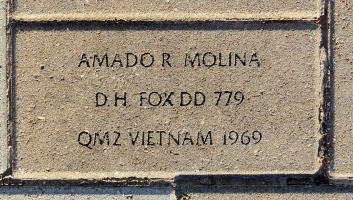 AMADO R MOLINA
D.H. FOX DD 779
QM2 VIETNAM 1969